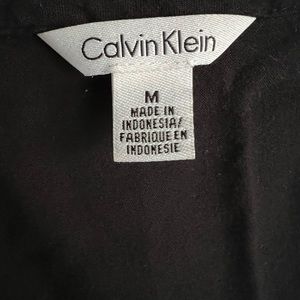 Calvin Klein
M
MADE IN
INDONESIA/
FABRIQUE EN
INDONESIE